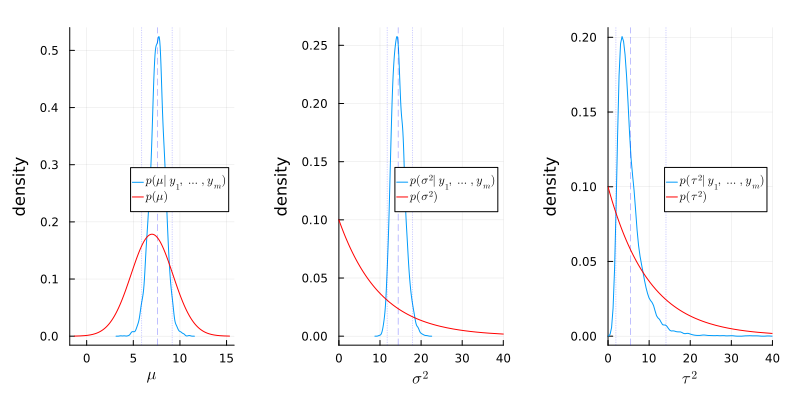 density
0.5
0.4
0.3
0.2
0.1
0.0
0 5 10 15
μ
p(μ| y₁, … , yₘ)
p(μ)
density
0.25
0.20
0.15
0.10
0.05
0.00
0 10 20 30 40
σ²
p(σ²| y₁, … , yₘ)
p(σ²)
density
0.20
0.15
0.10
0.05
0.00
0 10 20 30 40
τ²
p(τ²| y₁, … , yₘ)
p(τ²)